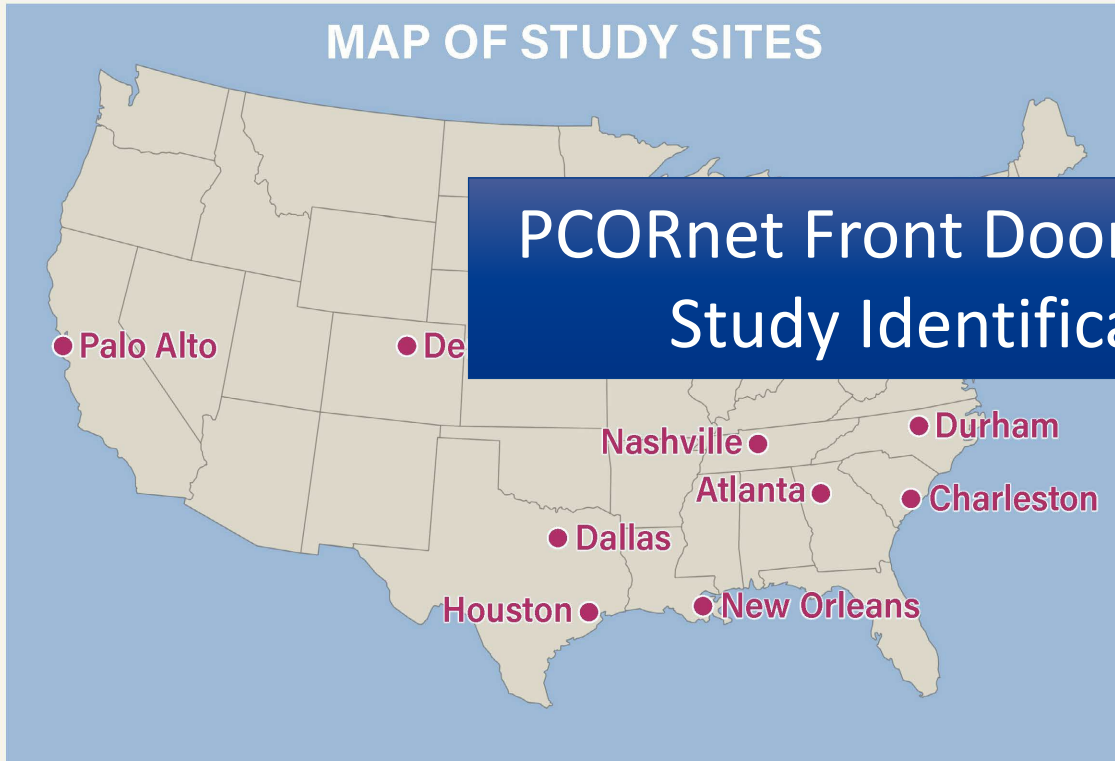 MAP OF STUDY SITES
PCORnet Front Door
Study Identifica
Palo Alto
De
Durham
Nashville
Atlanta
Charleston
Dallas
Houston
New Orleans